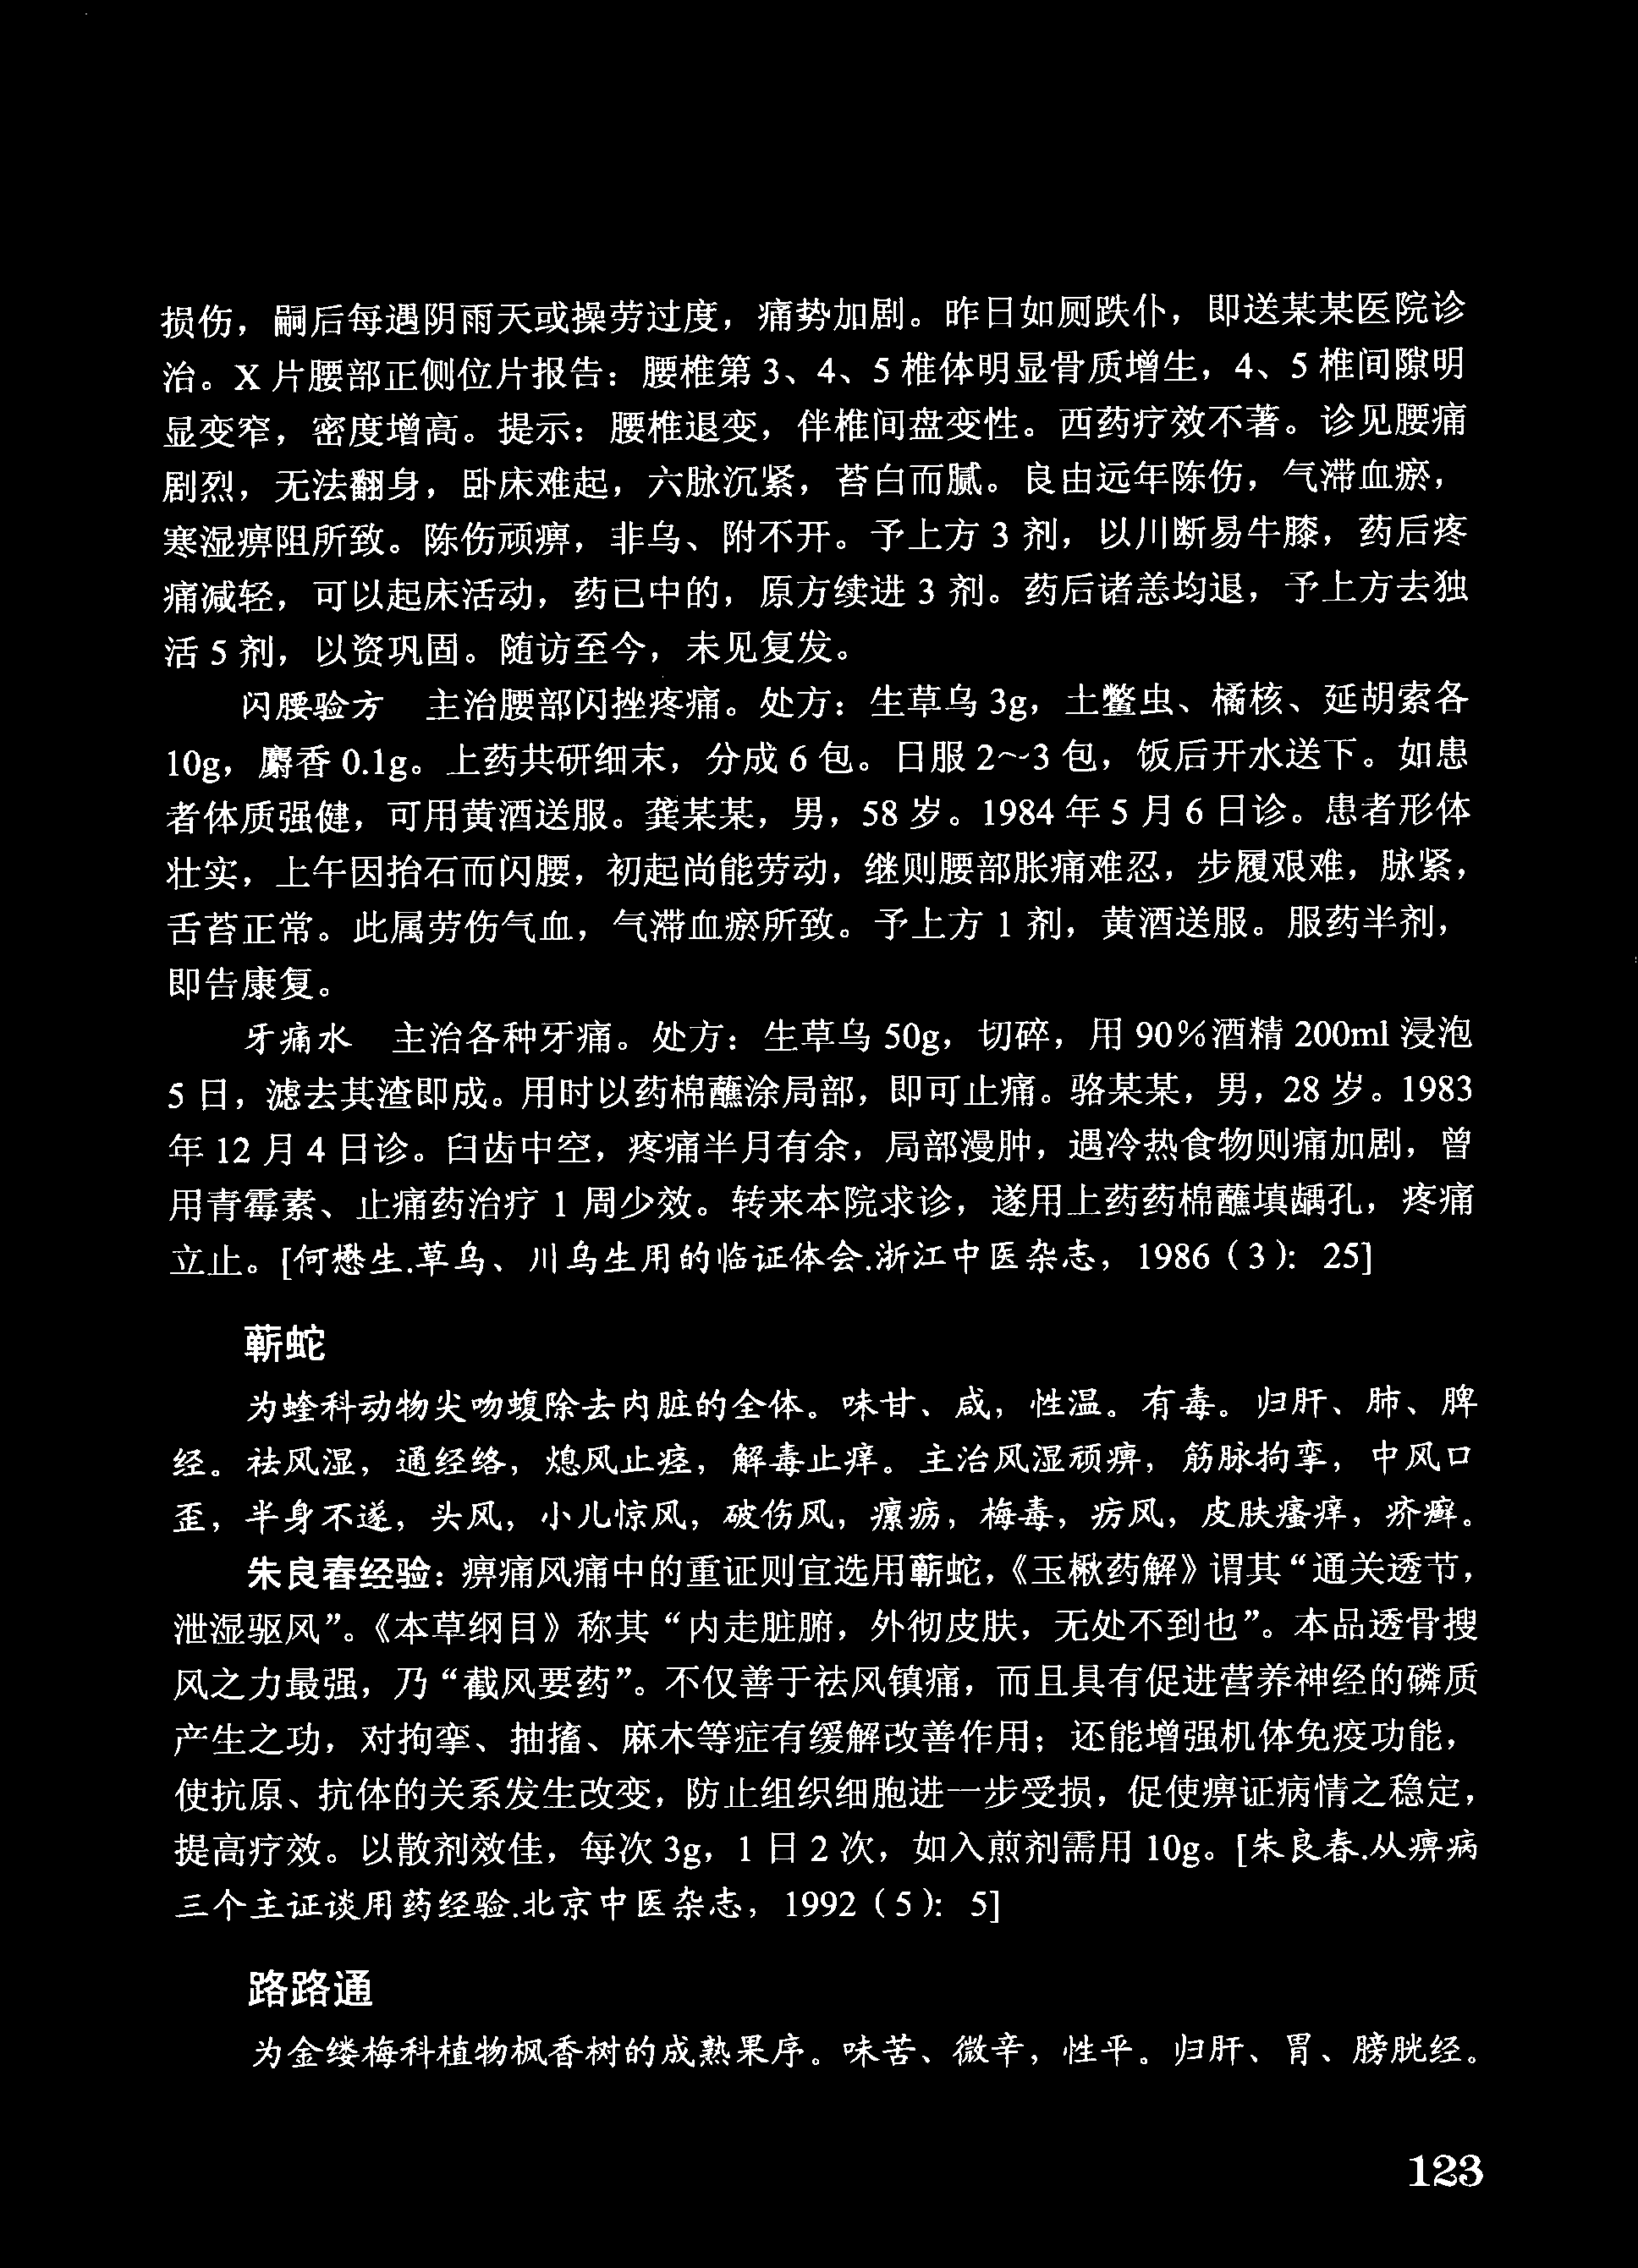 损伤，嗣后每遇阴雨天或操劳过度，痛势加剧。昨日如厕跌仆，即送某某医院诊
治。X 片腰部正侧位片报告：腰椎第 3、4、5 椎体明显骨质增生，4、5 椎间隙明
显变窄，密度增高。提示：腰椎退变，伴椎间盘变性。西药疗效不著。诊见腰痛
剧烈，无法翻身，卧床难起，六脉沉紧，苔白而腻。良由远年陈伤，气滞血瘀，
寒湿痹阻所致。陈伤顽痹，非乌、附不开。予上方 3 剂，以川断易牛膝，药后疼
痛减轻，可以起床活动，药已中的，原方续进 3 剂。药后诸恙均退，予上方去独
活 5 剂，以资巩固。随访至今，未见复发。
闪腰验方　主治腰部闪挫疼痛。处方：生草乌 3g，土鳖虫、橘核、延胡索各
10g，麝香 0.1g。上药共研细末，分成 6 包。日服 2～3 包，饭后开水送下。如患
者体质强健，可用黄酒送服。龚某某，男，58 岁。1984 年 5 月 6 日诊。患者形体
壮实，上午因抬石而闪腰，初起尚能劳动，继则腰部胀痛难忍，步履艰难，脉紧，
舌苔正常。此属劳伤气血，气滞血瘀所致。予上方 1 剂，黄酒送服。服药半剂，
即告康复。
牙痛水　主治各种牙痛。处方：生草乌 50g，切碎，用 90%酒精 200ml 浸泡
5 日，滤去其渣即成。用时以药棉蘸涂局部，即可止痛。骆某某，男，28 岁。1983
年 12 月 4 日诊。臼齿中空，疼痛半月有余，局部漫肿，遇冷热食物则痛加剧，曾
用青霉素、止痛药治疗 1 周少效。转来本院求诊，遂用上药药棉蘸填龋孔，疼痛
立止。[何懋生.草乌、川乌生用的临证体会.浙江中医杂志，1986（3）：25]
蕲蛇
为蝰科动物尖吻蝮除去内脏的全体。味甘、咸，性温。有毒。归肝、肺、脾
经。祛风湿，通经络，熄风止痉，解毒止痒。主治风湿顽痹，筋脉拘挛，中风口
歪，半身不遂，头风，小儿惊风，破伤风，瘰疬，梅毒，疠风，皮肤瘙痒，疥癣。
朱良春经验：痹痛风痛中的重证则宜选用蕲蛇，《玉楸药解》谓其“通关透节，
泄湿驱风”。《本草纲目》称其“内走脏腑，外彻皮肤，无处不到也”。本品透骨搜
风之力最强，乃“截风要药”。不仅善于祛风镇痛，而且具有促进营养神经的磷质
产生之功，对拘挛、抽搐、麻木等症有缓解改善作用；还能增强机体免疫功能，
使抗原、抗体的关系发生改变，防止组织细胞进一步受损，促使痹证病情之稳定，
提高疗效。以散剂效佳，每次 3g，1 日 2 次，如入煎剂需用 10g。[朱良春.从痹病
三个主证谈用药经验.北京中医杂志，1992（5）：5]
路路通
为金缕梅科植物枫香树的成熟果序。味苦、微辛，性平。归肝、胃、膀胱经。
123